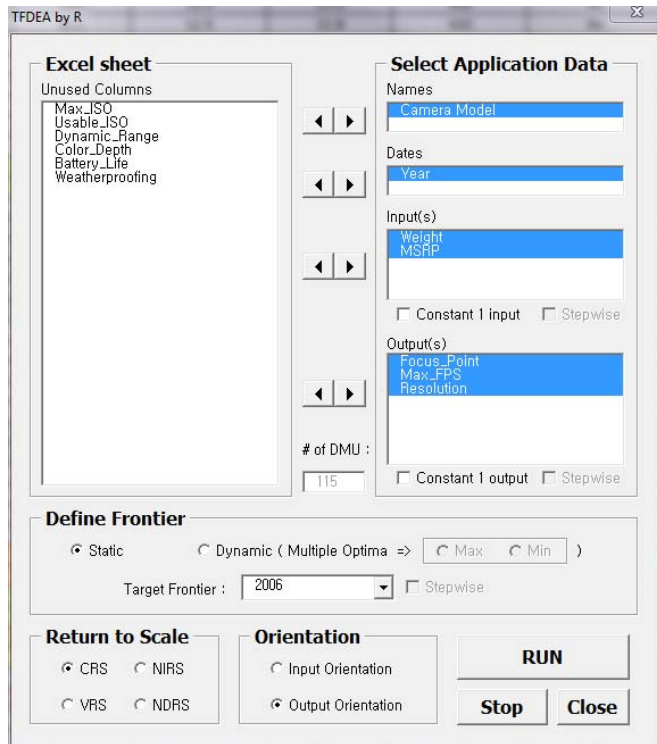 TFDEA by R
Excel sheet
Unused Columns
Max_ISO
Usable_ISO
Dynamic_Range
Color_Depth
Battery_Life
Weatherproofing
Select Application Data
Names
Camera Model
Dates
Year
Input(s)
Weight
MSRP
Constant 1 input Stepwise
Output(s)
Focus_Point
Max_FPS
Resolution
# of DMU :
115
Constant 1 output Stepwise
Define Frontier
Static Dynamic ( Multiple Optima => Max Min )
Target Frontier : 2006 Stepwise
Return to Scale
CRS NIRS
VRS NDRS
Orientation
Input Orientation
Output Orientation
RUN
Stop Close